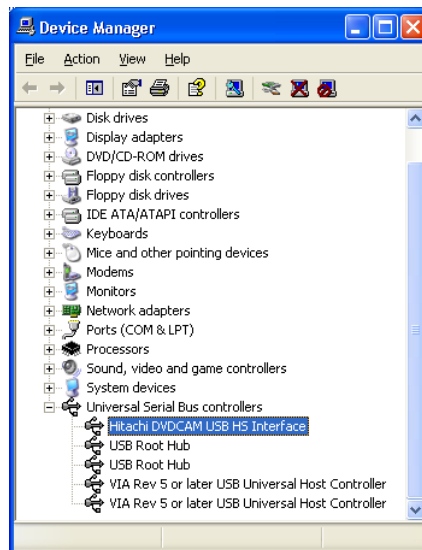 Device Manager
File Action View Help
Disk drives
Display adapters
DVD/CD-ROM drives
Floppy disk controllers
Floppy disk drives
IDE ATA/ATAPI controllers
Keyboards
Mice and other pointing devices
Modems
Monitors
Network adapters
Ports (COM & LPT)
Processors
Sound, video and game controllers
System devices
Universal Serial Bus controllers
Hitachi DVDCAM USB HS Interface
USB Root Hub
USB Root Hub
VIA Rev 5 or later USB Universal Host Controller
VIA Rev 5 or later USB Universal Host Controller